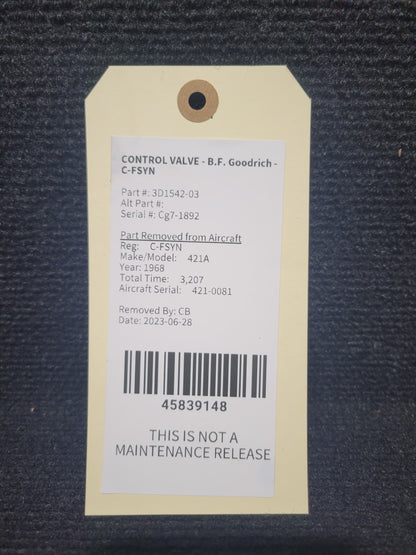 CONTROL VALVE - B.F. Goodrich -
C-FSYN
Part #: 3D1542-03
Alt Part #:
Serial #: Cg7-1892
Part Removed from Aircraft
Reg: C-FSYN
Make/Model: 421A
Year: 1968
Total Time: 3,207
Aircraft Serial: 421-0081
Removed By: CB
Date: 2023-06-28
45839148
THIS IS NOT A
MAINTENANCE RELEASE